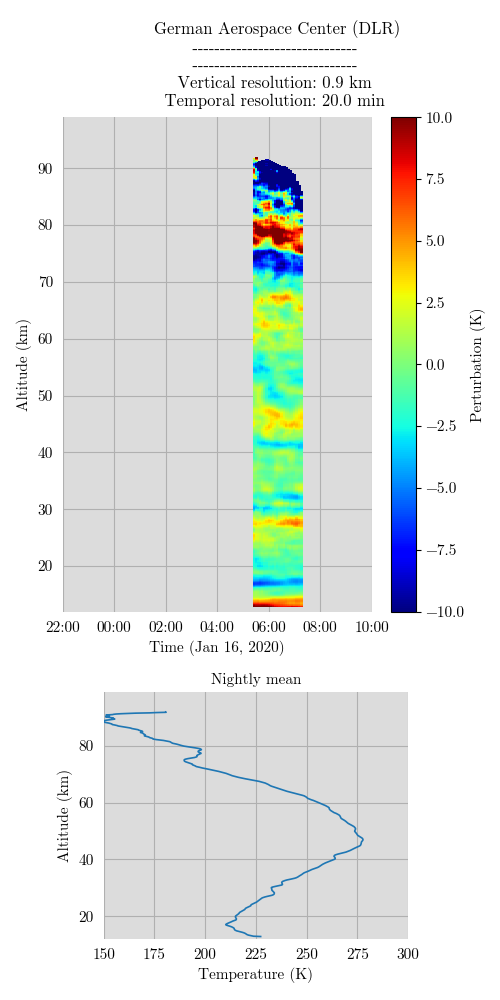 German Aerospace Center (DLR)
------------------------------
------------------------------
Vertical resolution: 0.9 km
Temporal resolution: 20.0 min
90
80
70
60
50
40
30
20
Altitude (km)
22:00 00:00 02:00 04:00 06:00 08:00 10:00
Time (Jan 16, 2020)
10.0
7.5
5.0
2.5
0.0
−2.5
−5.0
−7.5
−10.0
Perturbation (K)
Nightly mean
80
60
40
20
Altitude (km)
150 175 200 225 250 275 300
Temperature (K)